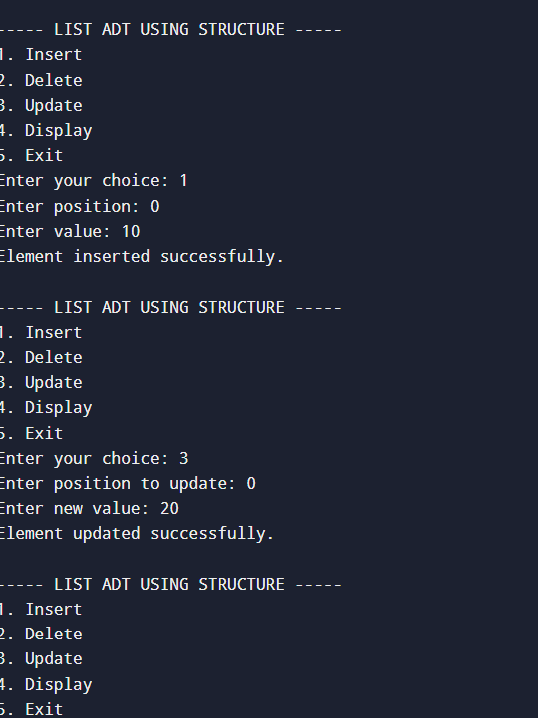 ----- LIST ADT USING STRUCTURE -----
1. Insert
2. Delete
3. Update
4. Display
5. Exit
Enter your choice: 1
Enter position: 0
Enter value: 10
Element inserted successfully.

----- LIST ADT USING STRUCTURE -----
1. Insert
2. Delete
3. Update
4. Display
5. Exit
Enter your choice: 3
Enter position to update: 0
Enter new value: 20
Element updated successfully.

----- LIST ADT USING STRUCTURE -----
1. Insert
2. Delete
3. Update
4. Display
5. Exit